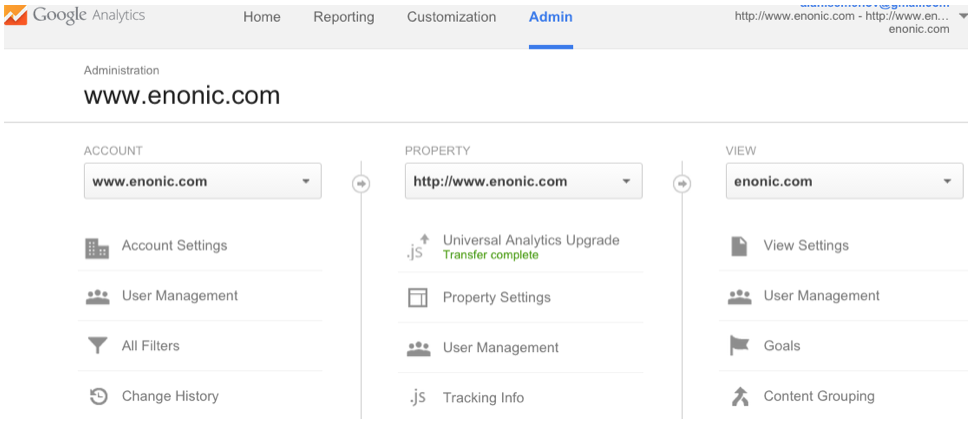 Google Analytics
Home Reporting Customization Admin
http://www.enonic.com - http://www.en...
enonic.com
Administration
www.enonic.com
ACCOUNT
www.enonic.com
Account Settings
User Management
All Filters
Change History
PROPERTY
http://www.enonic.com
.js Universal Analytics Upgrade
Transfer complete
Property Settings
User Management
.js Tracking Info
VIEW
enonic.com
View Settings
User Management
Goals
Content Grouping